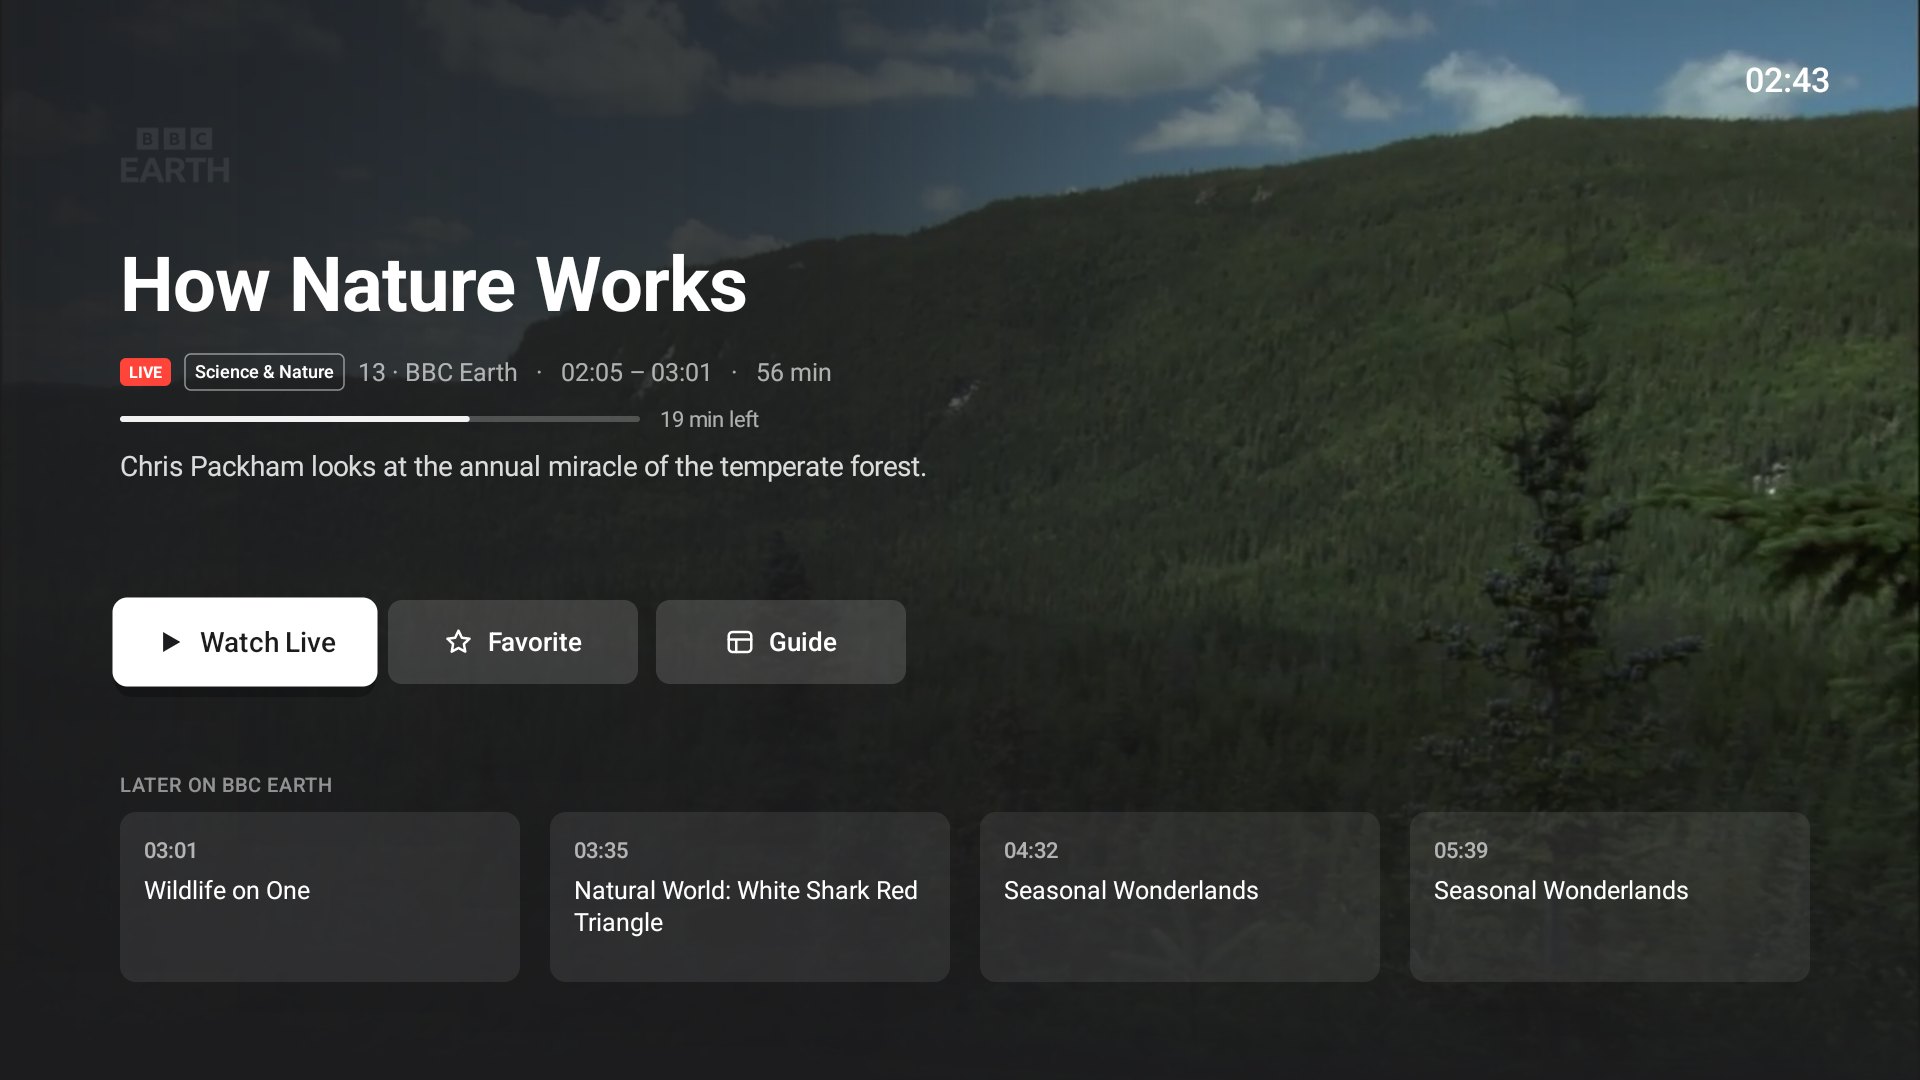 02:43
BBC
EARTH
How Nature Works
LIVE
Science & Nature
13 · BBC Earth · 02:05 – 03:01 · 56 min
19 min left
Chris Packham looks at the annual miracle of the temperate forest.
Watch Live
Favorite
Guide
LATER ON BBC EARTH
03:01
Wildlife on One
03:35
Natural World: White Shark Red
Triangle
04:32
Seasonal Wonderlands
05:39
Seasonal Wonderlands